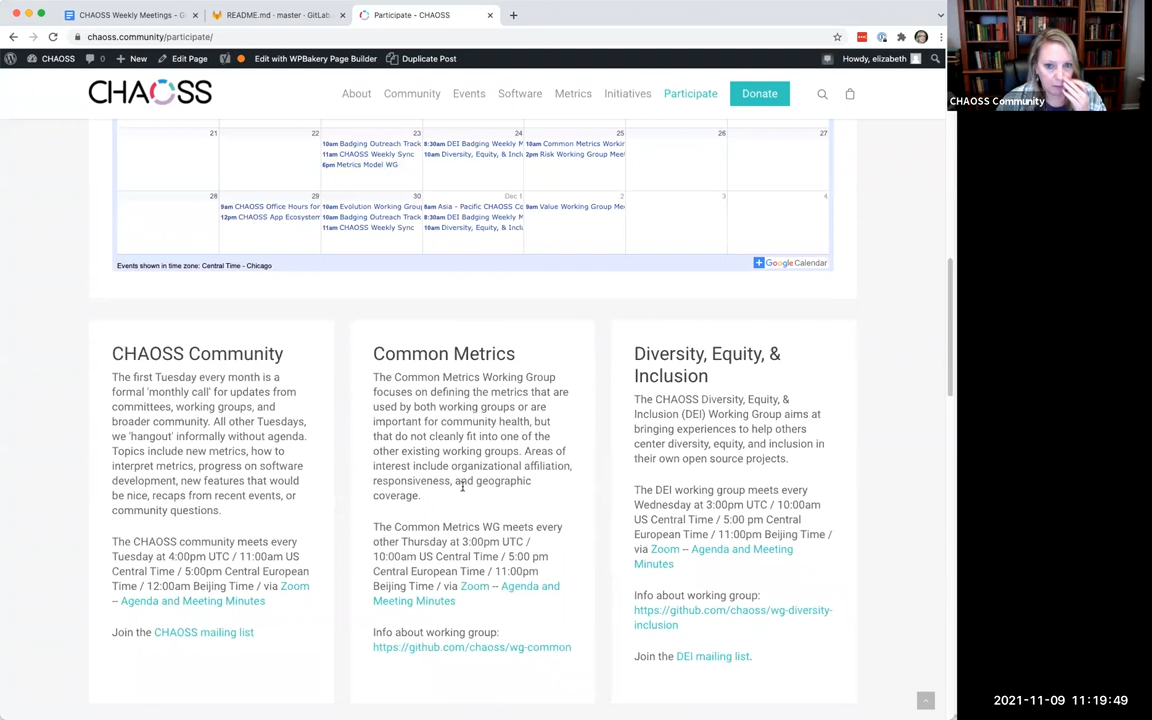 CHAOSS Weekly Meetings - G
README.md · master · GitLab
Participate - CHAOSS
chaoss.community/participate/
CHAOSS
0
New
Edit Page
Edit with WPBakery Page Builder
Duplicate Post
Howdy, elizabeth
CHAOSS Community
CHAOSS
About
Community
Events
Software
Metrics
Initiatives
Participate
Donate
21
22
23
24
25
26
27
10am Badging Outreach Track
11am CHAOSS Weekly Sync
6pm Metrics Model WG
8:30am DEI Badging Weekly M
10am Diversity, Equity, & Incl
10am Common Metrics Workin
2pm Risk Working Group Mee
28
29
30
Dec 1
2
3
4
9am CHAOSS Office Hours for
12pm CHAOSS App Ecosystem
10am Evolution Working Group
10am Badging Outreach Track
11am CHAOSS Weekly Sync
8am Asia - Pacific CHAOSS Co
8:30am DEI Badging Weekly M
10am Diversity, Equity, & Incl
9am Value Working Group Me
Events shown in time zone: Central Time - Chicago
Google Calendar
CHAOSS Community
The first Tuesday every month is a
formal 'monthly call' for updates from
committees, working groups, and
broader community. All other Tuesdays,
we 'hangout' informally without agenda.
Topics include new metrics, how to
interpret metrics, progress on software
development, new features that would
be nice, recaps from recent events, or
community questions.
The CHAOSS community meets every
Tuesday at 4:00pm UTC / 11:00am US
Central Time / 5:00pm Central European
Time / 12:00am Beijing Time / via Zoom
– Agenda and Meeting Minutes
Join the CHAOSS mailing list
Common Metrics
The Common Metrics Working Group
focuses on defining the metrics that are
used by both working groups or are
important for community health, but
that do not cleanly fit into one of the
other existing working groups. Areas of
interest include organizational affiliation,
responsiveness, and geographic
coverage.
The Common Metrics WG meets every
other Thursday at 3:00pm UTC /
10:00am US Central Time / 5:00 pm
Central European Time / 11:00pm
Beijing Time / via Zoom – Agenda and
Meeting Minutes
Info about working group:
https://github.com/chaoss/wg-common
Diversity, Equity, &
Inclusion
The CHAOSS Diversity, Equity, &
Inclusion (DEI) Working Group aims at
bringing experiences to help others
center diversity, equity, and inclusion in
their own open source projects.
The DEI working group meets every
Wednesday at 3:00pm UTC / 10:00am
US Central Time / 5:00 pm Central
European Time / 11:00pm Beijing Time /
via Zoom – Agenda and Meeting
Minutes
Info about working group:
https://github.com/chaoss/wg-diversity-
inclusion
Join the DEI mailing list.
2021-11-09 11:19:49